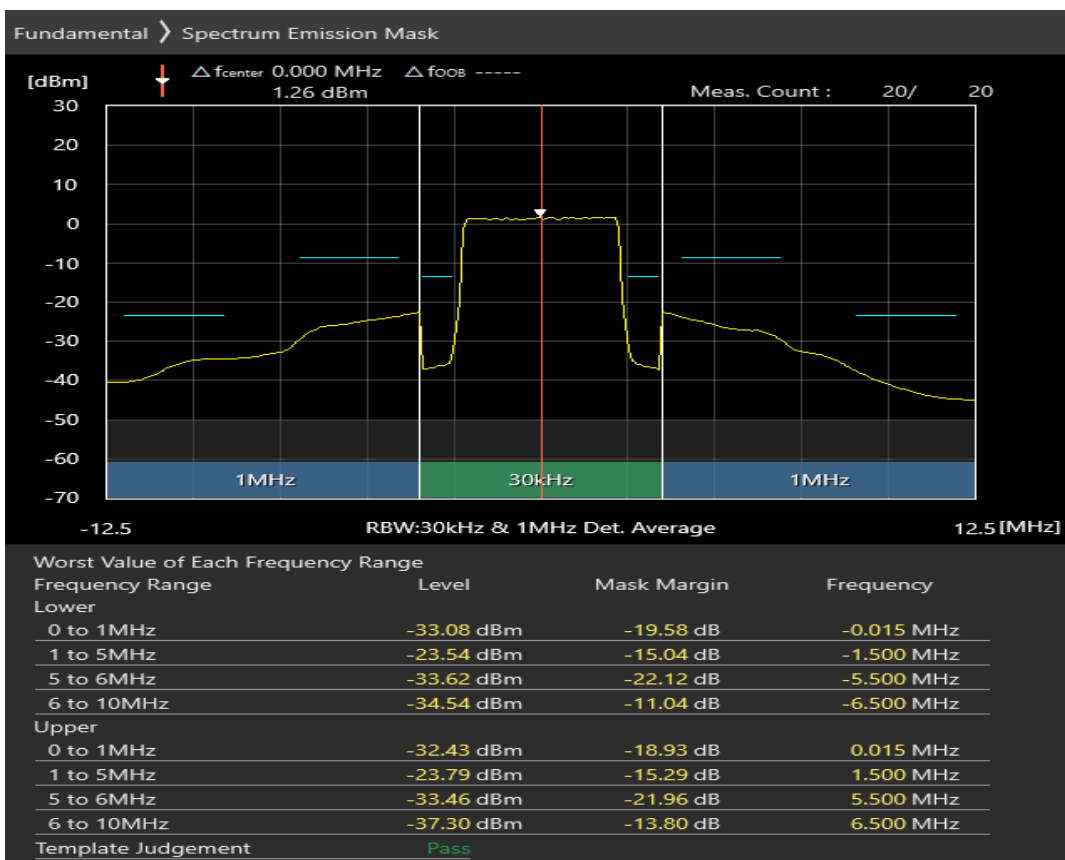 Fundamental 〉 Spectrum Emission Mask
△ fcenter 0.000 MHz △ fOOB -----
[dBm]
1.26 dBm Meas. Count : 20/ 20
30
20
10
0
-10
-20
-30
-40
-50
-60
1MHz 30kHz 1MHz
-70
-12.5 RBW:30kHz & 1MHz Det. Average 12.5 [MHz]
Worst Value of Each Frequency Range
Frequency Range Level Mask Margin Frequency
Lower
0 to 1MHz -33.08 dBm -19.58 dB -0.015 MHz
1 to 5MHz -23.54 dBm -15.04 dB -1.500 MHz
5 to 6MHz -33.62 dBm -22.12 dB -5.500 MHz
6 to 10MHz -34.54 dBm -11.04 dB -6.500 MHz
Upper
0 to 1MHz -32.43 dBm -18.93 dB 0.015 MHz
1 to 5MHz -23.79 dBm -15.29 dB 1.500 MHz
5 to 6MHz -33.46 dBm -21.96 dB 5.500 MHz
6 to 10MHz -37.30 dBm -13.80 dB 6.500 MHz
Template Judgement Pass